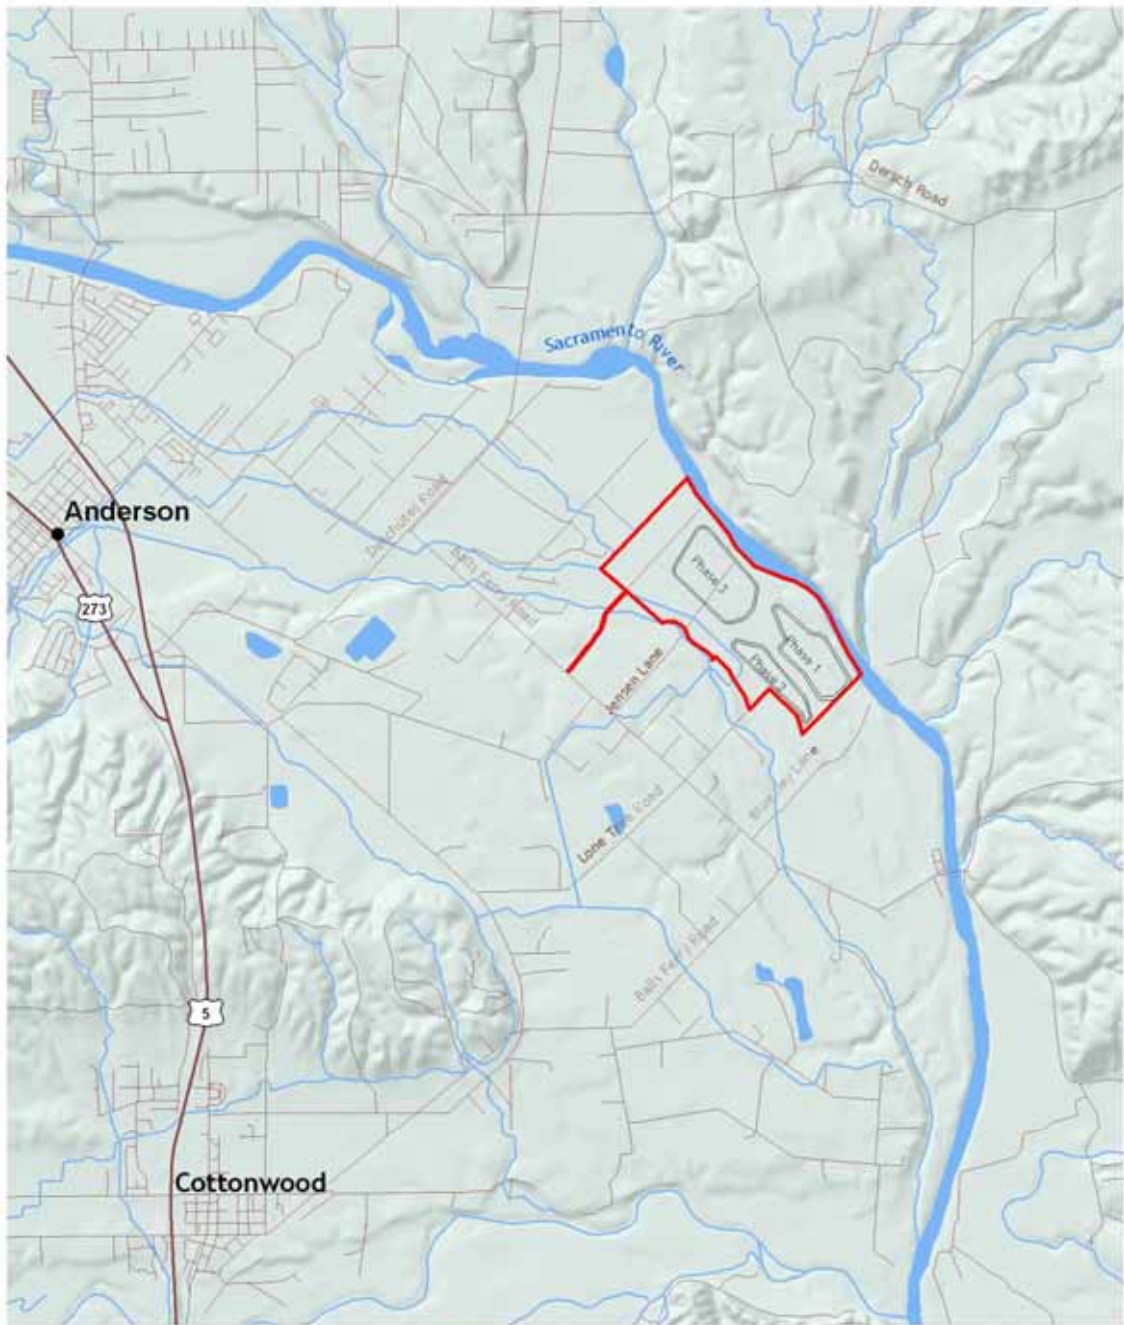 Dersch Road
Sacramento River
Anderson
Deschutes Road
Balls Ferry Road
273
Phase 3
Phase 1
Phase 2
Jensen Lane
Lone Tree Road
Lane
Balls Ferry Road
5
Cottonwood